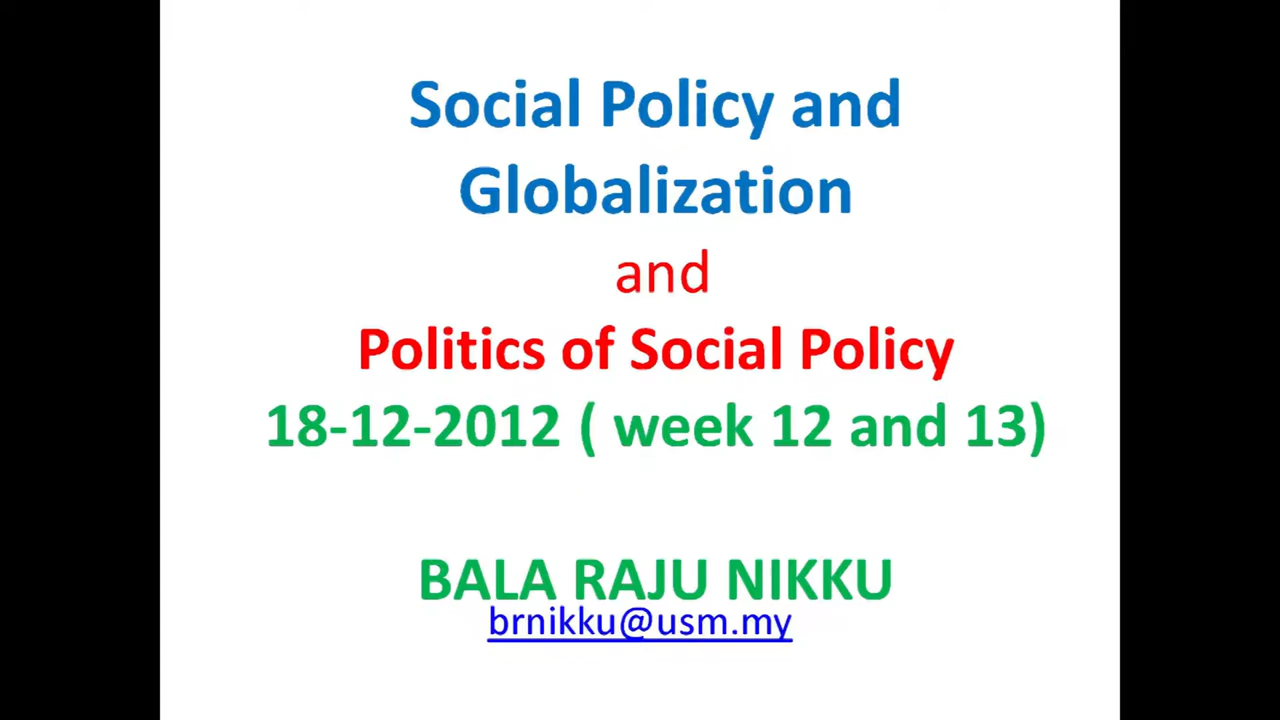 Social Policy and
Globalization
and
Politics of Social Policy
18-12-2012 ( week 12 and 13)
BALA RAJU NIKKU
brnikku@usm.my